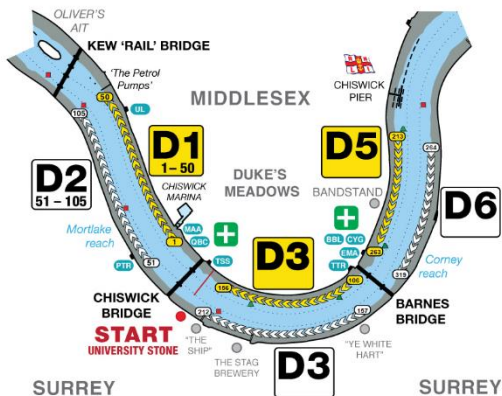 OLIVER'S
AIT
KEW 'RAIL' BRIDGE
'The Petrol
Pumps'
50
105
UL
MIDDLESEX
CHISWICK
PIER
D1
1–50
D2
51 – 105
CHISWICK
MARINA
DUKE'S
MEADOWS
D5
213
264
BANDSTAND
D6
MAA
QBC
TSS
1
51
Mortlake
reach
PTR
BBL
CYG
EMA
TTR
263
319
Corney
reach
D3
156
106
CHISWICK
BRIDGE
START
UNIVERSITY STONE
212
157
BARNES
BRIDGE
"THE
SHIP"
THE STAG
BREWERY
D3
"YE WHITE
HART"
SURREY
SURREY